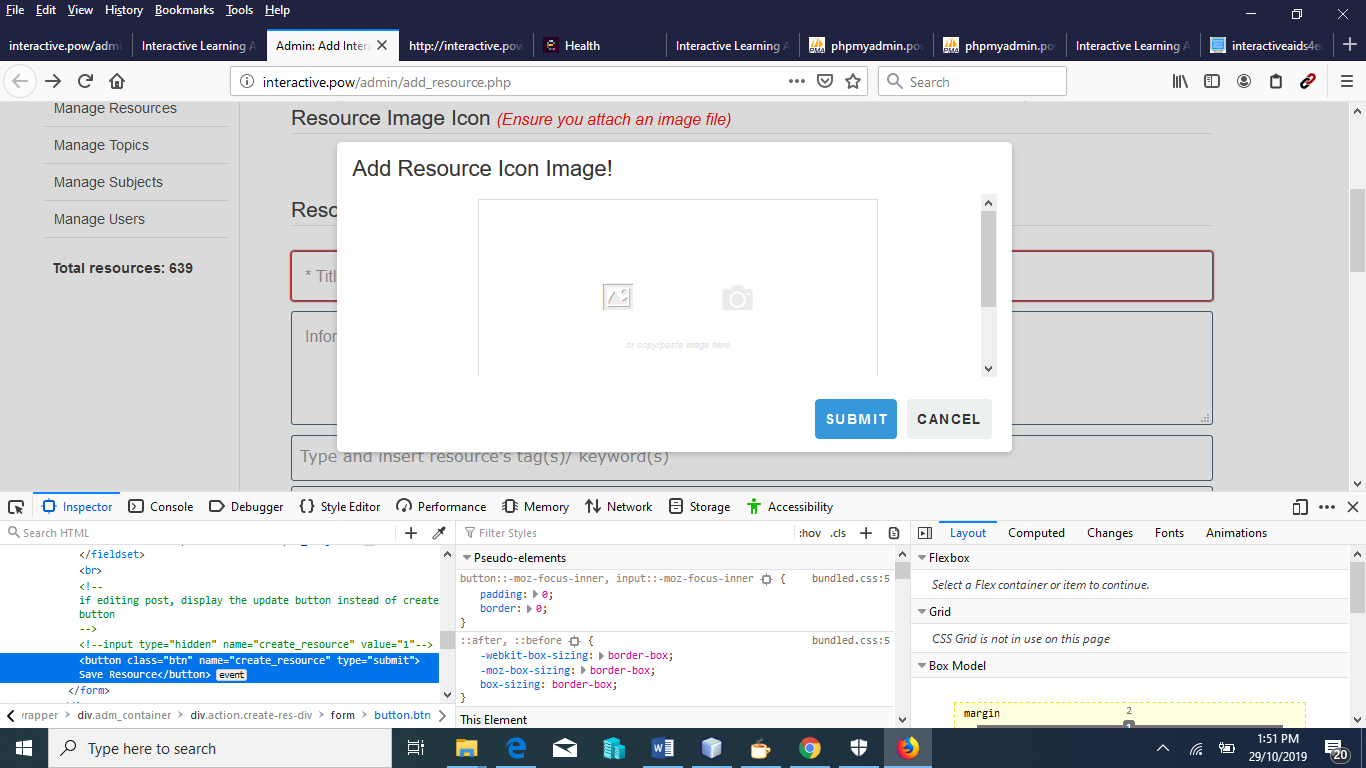 File Edit View History Bookmarks Tools Help
interactive.pow/adm
Interactive Learning A
Admin: Add Intera
http://interactive.pow
Health
Interactive Learning A
phpmyadmin.po
phpmyadmin.po
Interactive Learning A
interactiveaids4e
interactive.pow/admin/add_resource.php
Search
Manage Resources
Manage Topics
Manage Subjects
Manage Users
Total resources: 639
Resource Image Icon (Ensure you attach an image file)
Reso
* Titl
Infor
Type and insert resource's tag(s)/ keyword(s)
Add Resource Icon Image!
or copy/paste image here
SUBMIT CANCEL
Inspector Console Debugger Style Editor Performance Memory Network Storage Accessibility
Search HTML
</fieldset>
<br>
<!--
if editing post, display the update button instead of create
button
-->
<!--input type="hidden" name="create_resource" value="1"-->
<button class="btn" name="create_resource" type="submit">
Save Resource</button> event
</form>
wrapper > div.adm_container > div.action.create-res-div > form > button.btn
Filter Styles :hov .cls
Pseudo-elements
button::-moz-focus-inner, input::-moz-focus-inner { bundled.css:5
padding: 0;
border: 0;
}
::after, ::before { bundled.css:5
-webkit-box-sizing: border-box;
-moz-box-sizing: border-box;
box-sizing: border-box;
}
This Element
Layout Computed Changes Fonts Animations
Flexbox
Select a Flex container or item to continue.
Grid
CSS Grid is not in use on this page
Box Model
margin 2
Type here to search
1:51 PM
29/10/2019
20